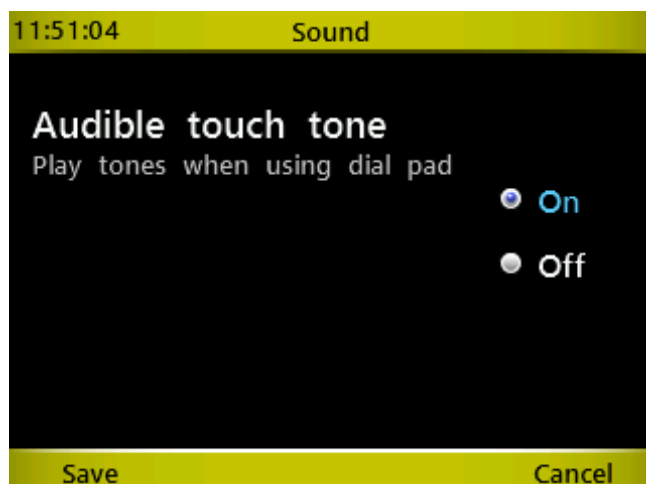 11:51:04 Sound
Audible touch tone
Play tones when using dial pad
On
Off
Save Cancel